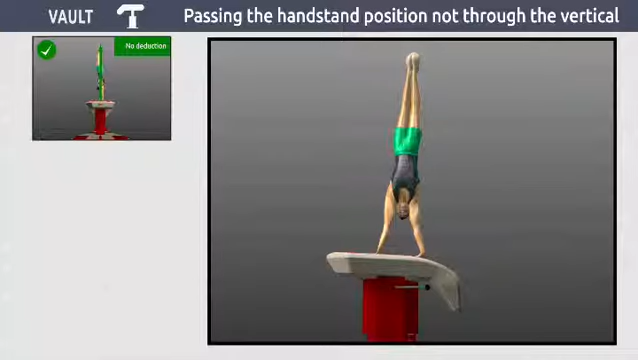 VAULT
Passing the handstand position not through the vertical
No deduction